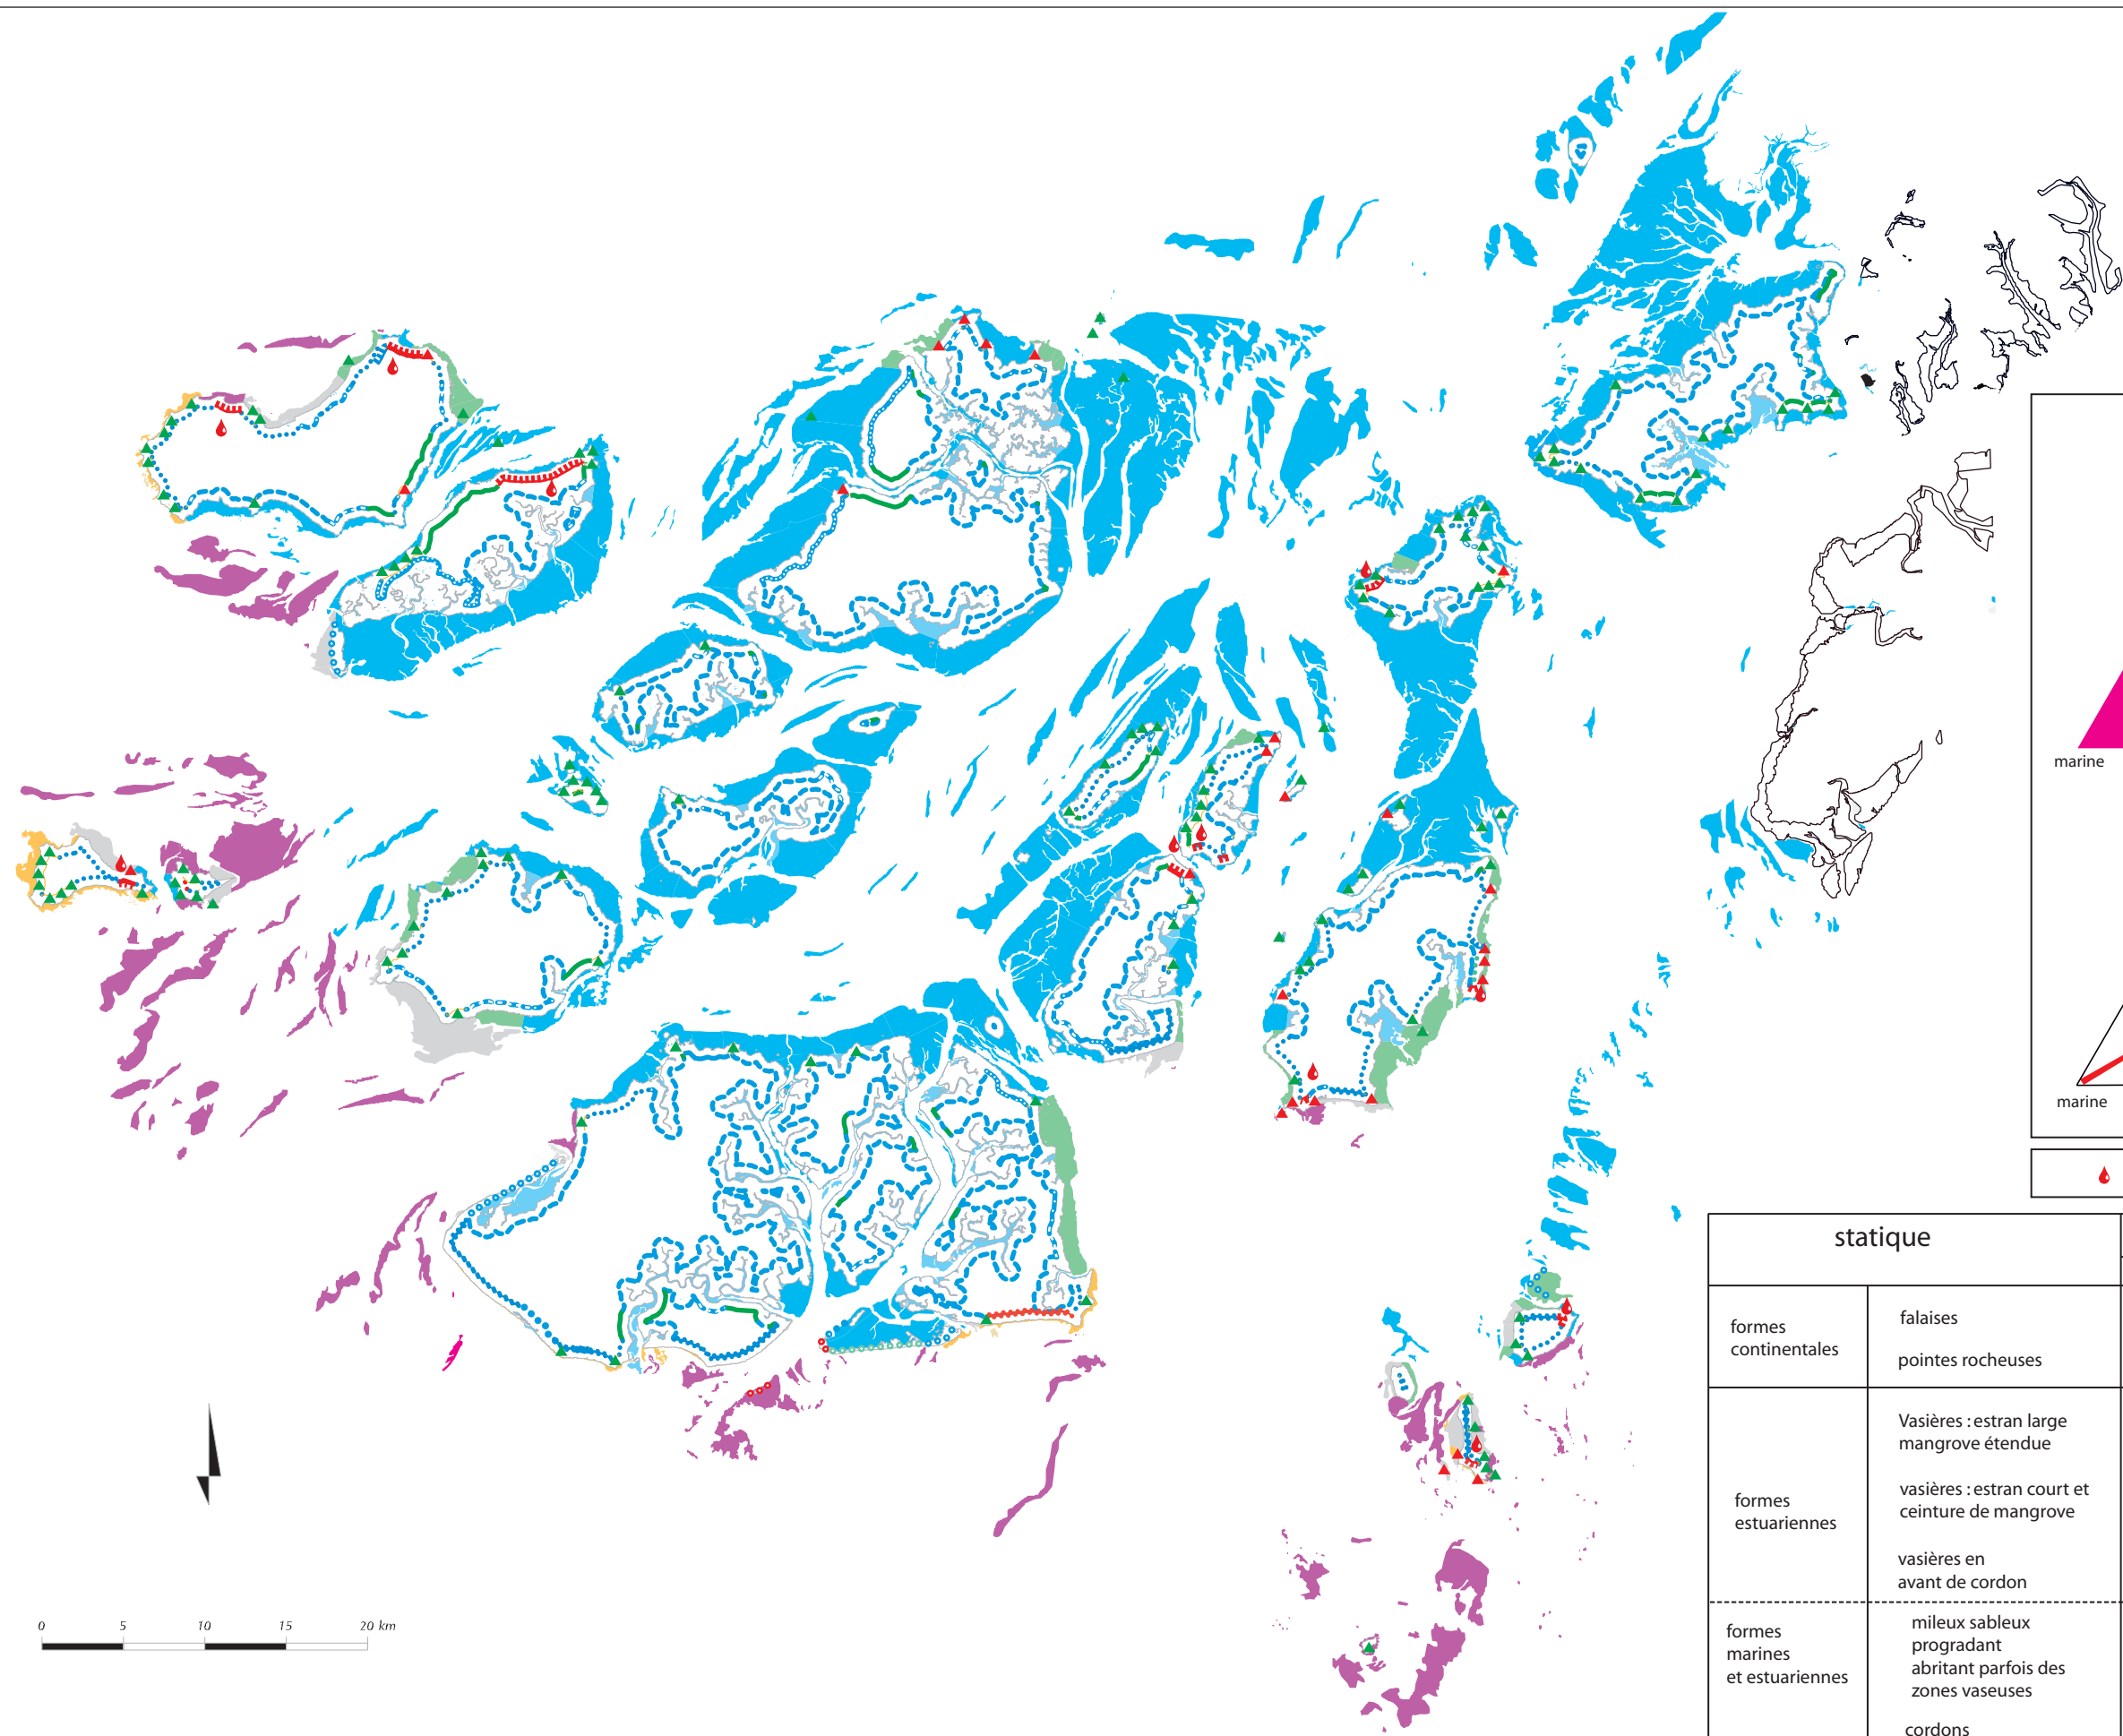 marine
marine
statique
formes
continentales
falaises
pointes rocheuses
formes
estuariennes
Vasières : estran large
mangrove étendue
vasières : estran court et
ceinture de mangrove
vasières en
avant de cordon
formes
marines
et estuariennes
mileux sableux
progradant
abritant parfois des
zones vaseuses
cordons
0 5 10 15 20 km